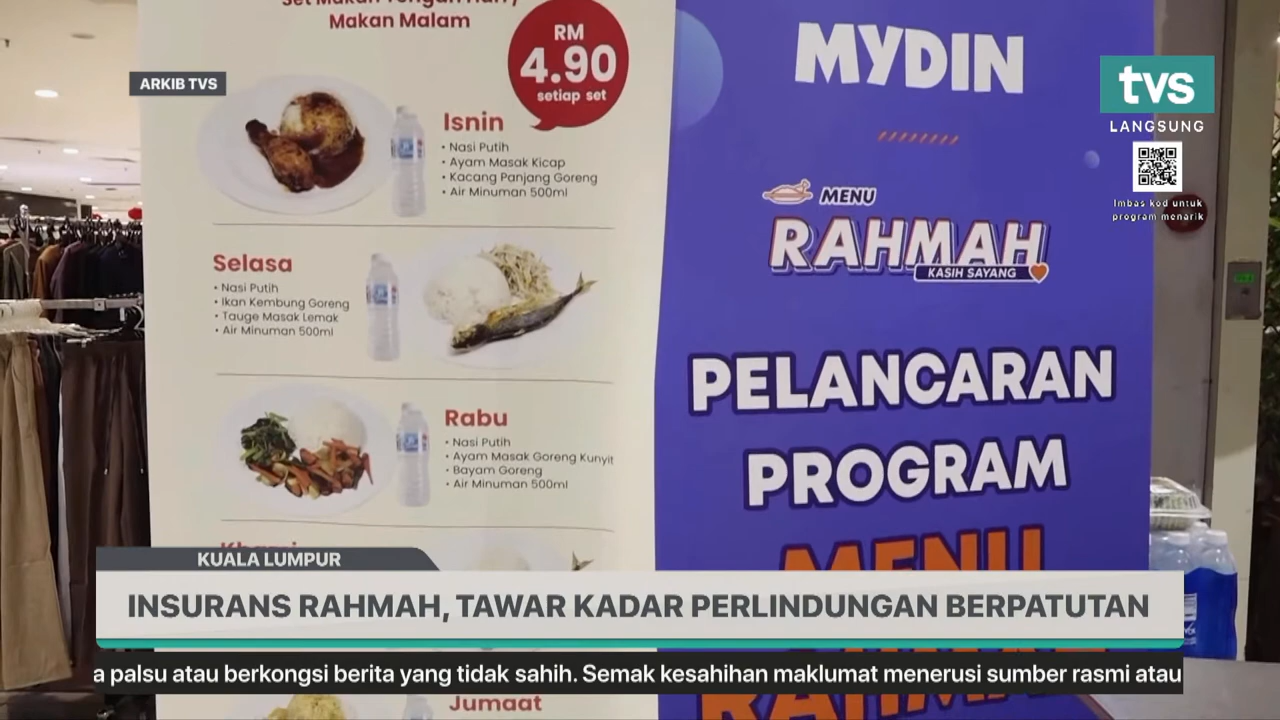 Makan Malam
RM
4.90
setiap set
ARKIB TVS
Isnin
• Nasi Putih
• Ayam Masak Kicap
• Kacang Panjang Goreng
• Air Minuman 500ml
Selasa
• Nasi Putih
• Ikan Kembung Goreng
• Tauge Masak Lemak
• Air Minuman 500ml
Rabu
• Nasi Putih
• Ayam Masak Goreng Kunyit
• Bayam Goreng
• Air Minuman 500ml
Jumaat
MYDIN
MENU
RAHMAH
KASIH SAYANG
PELANCARAN
PROGRAM
MENU
RAHMAH
tvs
LANGSUNG
Imbas kod untuk
program menarik
KUALA LUMPUR
INSURANS RAHMAH, TAWAR KADAR PERLINDUNGAN BERPATUTAN
a palsu atau berkongsi berita yang tidak sahih. Semak kesahihan maklumat menerusi sumber rasmi atau